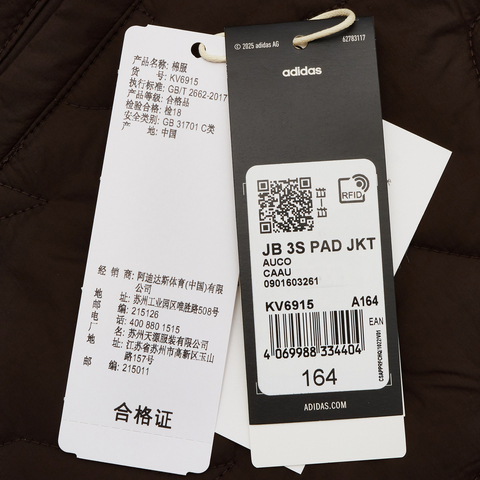 产品名称: 棉服
货 号: KV6915
执行标准: GB/T 2662-2017
产品等级: 合格品
检验合格: 检18
安全类别: GB 31701 C类
产 地: 中国
经 销 商: 阿迪达斯体育(中国)有限
公司
地 址: 苏州工业园区唯胜路508号
邮 编: 215126
电 话: 400 880 1515
厂 名: 苏州天源服装有限公司
地 址: 江苏省苏州市高新区玉山
路157号
邮 编: 215011
合格证
© 2025 adidas AG
62783117
adidas
RFID
JB 3S PAD JKT
AUCO
CAAU
0901603261
KV6915 A164
EAN
4 069988 334404
164
ADIDAS.COM